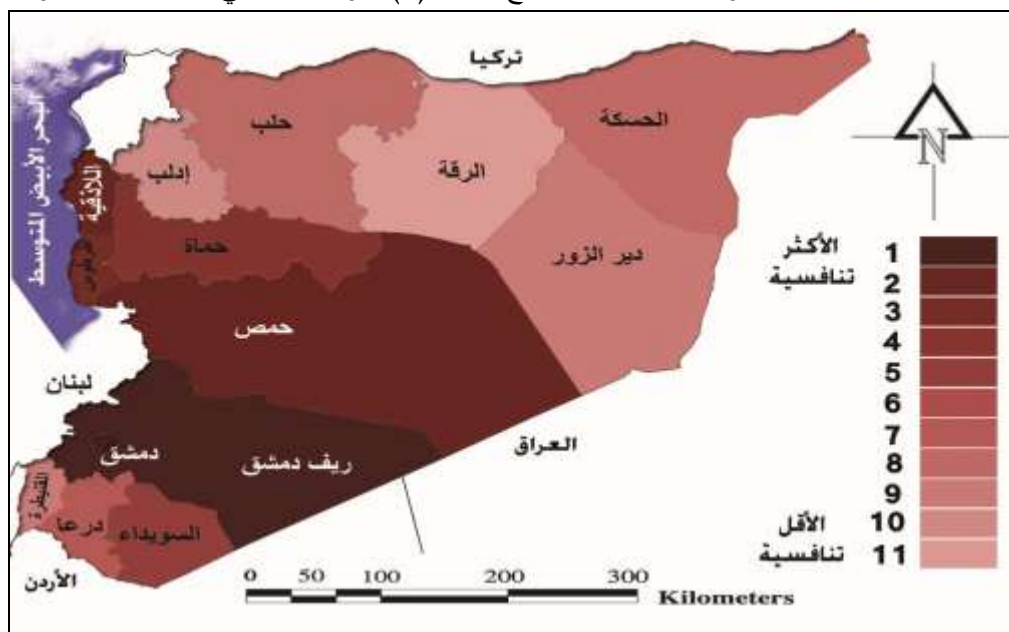 تركيا
البحر الأبيض المتوسط
الحسكة
حلب
الرقة
إدلب
اللاذقية
حماة
طرطوس
دير الزور
حمص
لبنان
العراق
دمشق
ريف دمشق
القنيطرة
درعا
السويداء
الأردن
N
الأكثر
تنافسية
1
2
3
4
5
6
7
8
9
10
11
الأقل
تنافسية
0 50 100 200 300
Kilometers